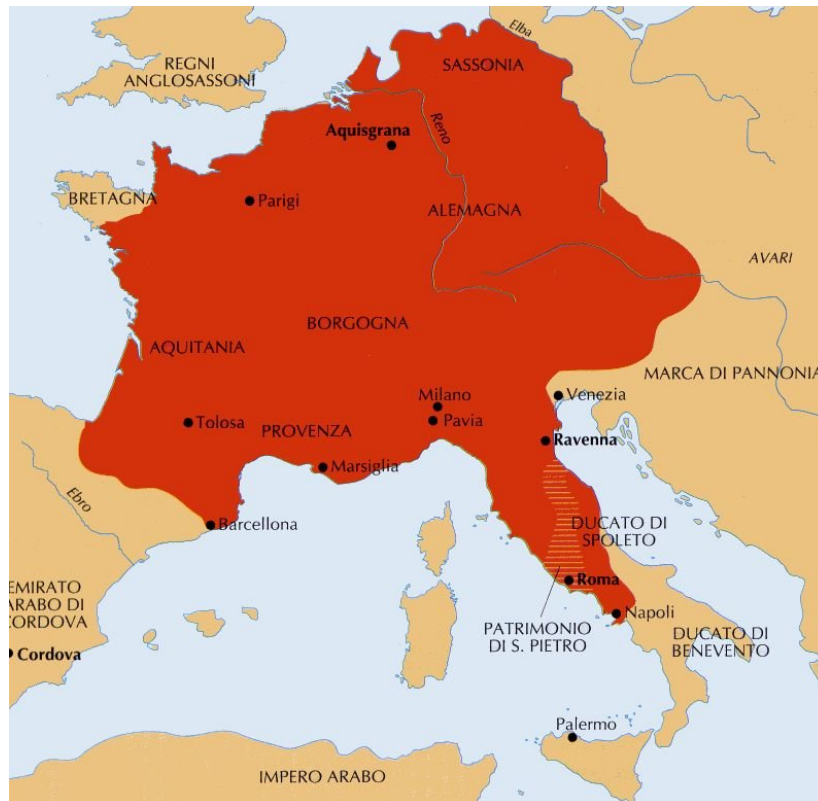 REGNI
ANGLOSASSONI
Elba
SASSONIA
Reno
Aquisgrana
BRETAGNA
Parigi
ALEMAGNA
AVARI
BORGOGNA
AQUITANIA
MARCA DI PANNONIA
Milano
Venezia
Tolosa
PROVENZA
Pavia
Ravenna
Marsiglia
Ebro
Barcellona
DUCATO DI
SPOLETO
EMIRATO
ARABO DI
CORDOVA
Roma
Napoli
PATRIMONIO
DI S. PIETRO
DUCATO DI
BENEVENTO
Cordova
Palermo
IMPERO ARABO